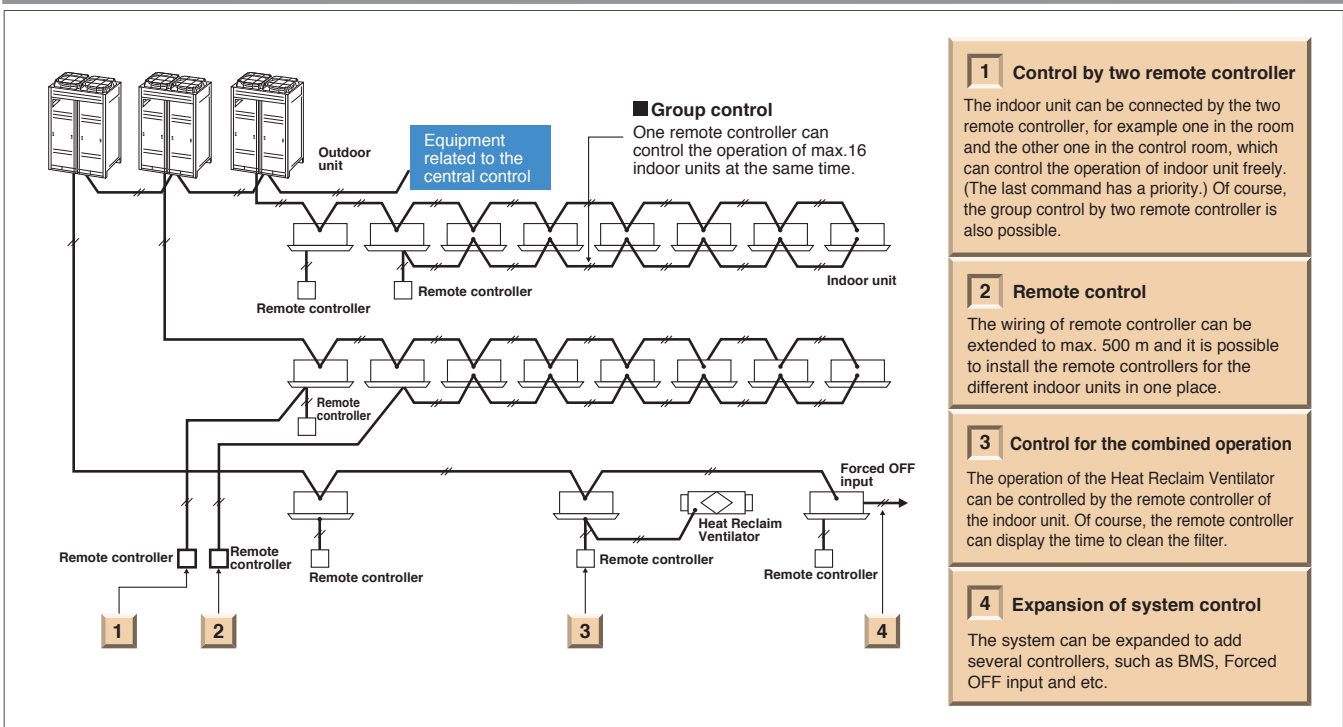 Outdoor
unit
Equipment
related to the
central control
■Group control
One remote controller can
control the operation of max.16
indoor units at the same time.
Remote controller
Remote controller
Indoor unit
Remote
controller
Forced OFF
input
Heat Reclaim
Ventilator
Remote controller
Remote
controller
Remote controller
Remote controller
Remote controller
1
2
3
4
1 Control by two remote controller
The indoor unit can be connected by the two
remote controller, for example one in the room
and the other one in the control room, which
can control the operation of indoor unit freely.
(The last command has a priority.) Of course,
the group control by two remote controller is
also possible.
2 Remote control
The wiring of remote controller can be
extended to max. 500 m and it is possible
to install the remote controllers for the
different indoor units in one place.
3 Control for the combined operation
The operation of the Heat Reclaim Ventilator
can be controlled by the remote controller of
the indoor unit. Of course, the remote controller
can display the time to clean the filter.
4 Expansion of system control
The system can be expanded to add
several controllers, such as BMS, Forced
OFF input and etc.